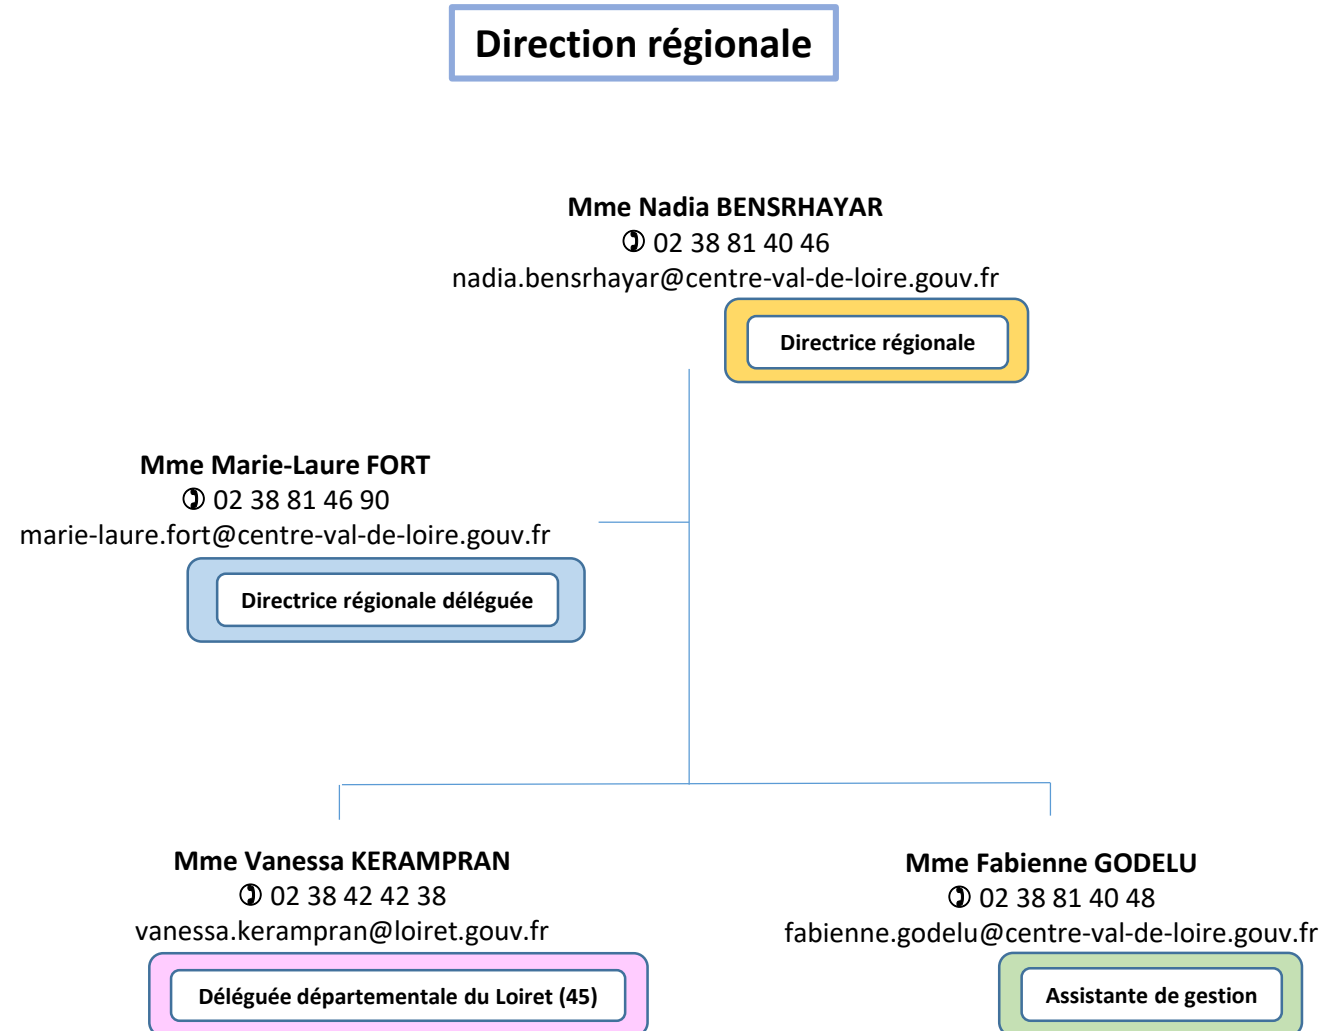 Direction régionale
Mme Nadia BENSRHAYAR
✆ 02 38 81 40 46
nadia.bensrhayar@centre-val-de-loire.gouv.fr
Directrice régionale
Mme Marie-Laure FORT
✆ 02 38 81 46 90
marie-laure.fort@centre-val-de-loire.gouv.fr
Directrice régionale déléguée
Mme Vanessa KERAMPRAN
✆ 02 38 42 42 38
vanessa.kerampran@loiret.gouv.fr
Déléguée départementale du Loiret (45)
Mme Fabienne GODELU
✆ 02 38 81 40 48
fabienne.godelu@centre-val-de-loire.gouv.fr
Assistante de gestion